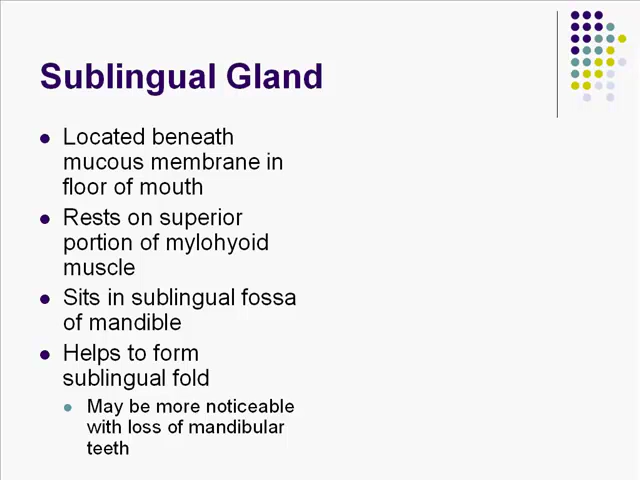 Sublingual Gland
Located beneath
mucous membrane in
floor of mouth
Rests on superior
portion of mylohyoid
muscle
Sits in sublingual fossa
of mandible
Helps to form
sublingual fold
May be more noticeable
with loss of mandibular
teeth